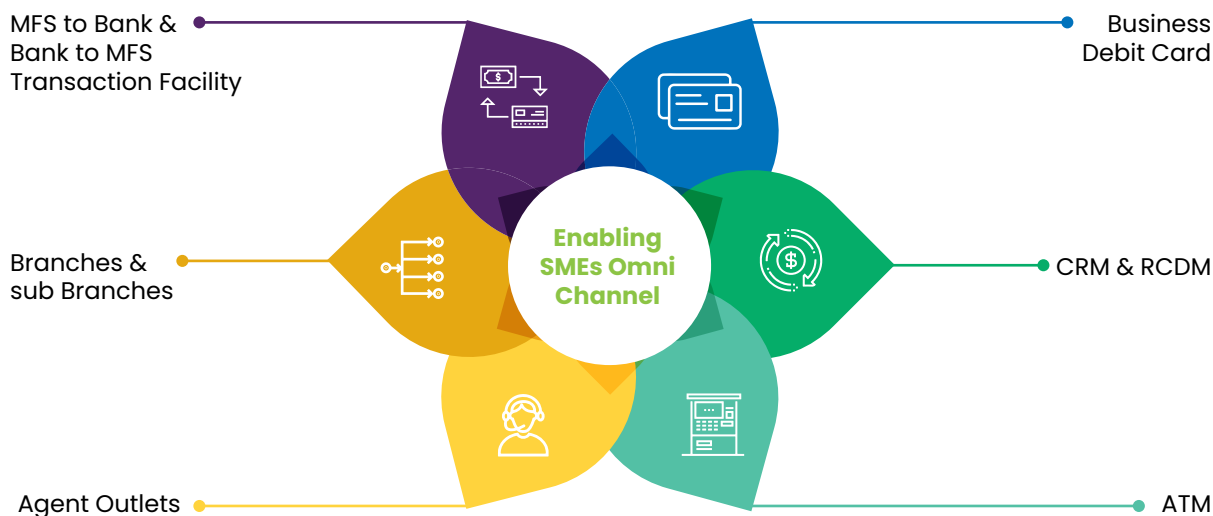 MFS to Bank &
Bank to MFS
Transaction Facility
Business
Debit Card
Branches &
sub Branches
Enabling
SMEs Omni
Channel
CRM & RCDM
Agent Outlets
ATM